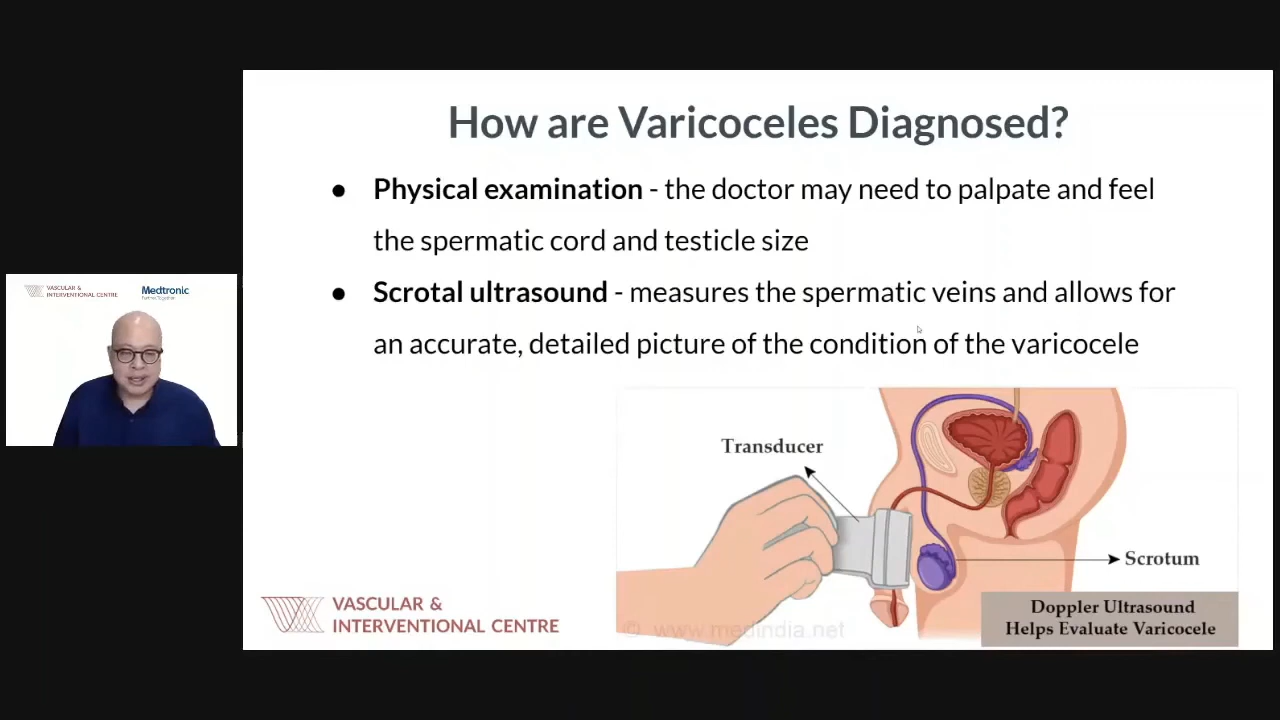 How are Varicoceles Diagnosed?
● Physical examination - the doctor may need to palpate and feel
the spermatic cord and testicle size
● Scrotal ultrasound - measures the spermatic veins and allows for
an accurate, detailed picture of the condition of the varicocele
VASCULAR &
INTERVENTIONAL CENTRE
Medtronic
Further, Together
Transducer
Scrotum
Doppler Ultrasound
Helps Evaluate Varicocele
© www.medindia.net
VASCULAR &
INTERVENTIONAL CENTRE